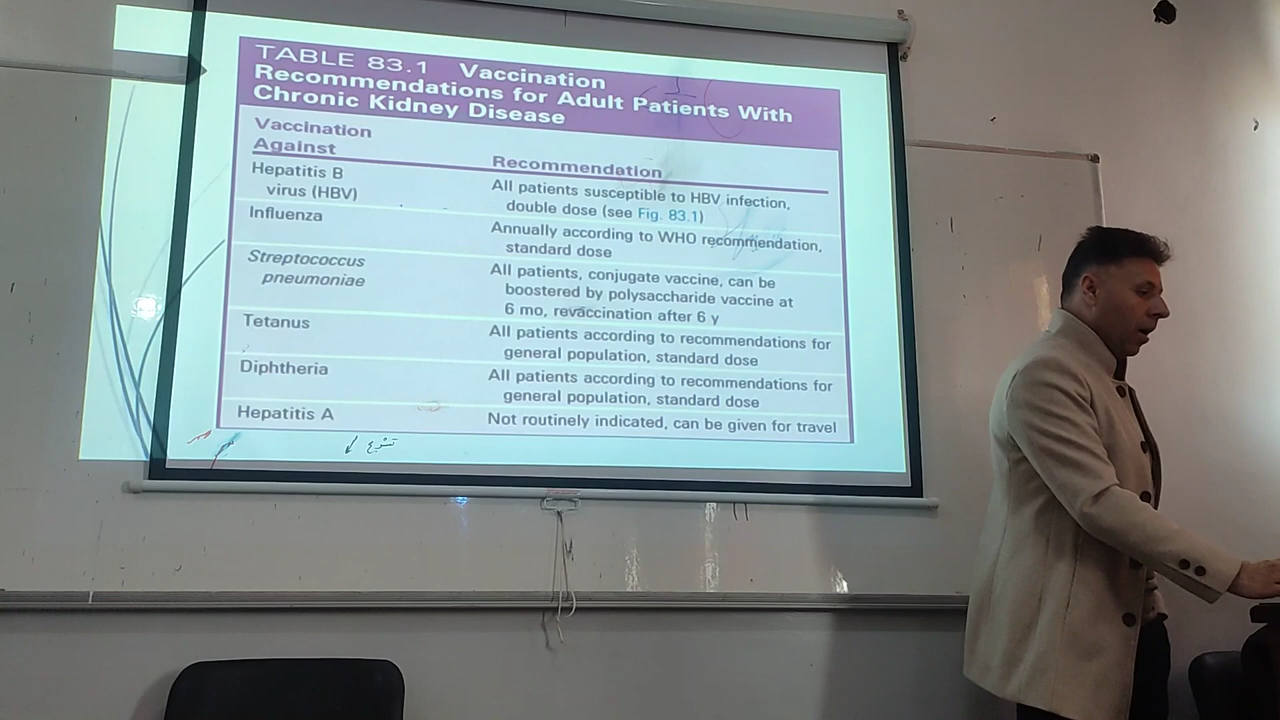 TABLE 83.1 Vaccination
Recommendations for Adult Patients With
Chronic Kidney Disease
Vaccination
Against
Recommendation
Hepatitis B
virus (HBV)
All patients susceptible to HBV infection,
double dose (see Fig. 83.1)
Influenza
Annually according to WHO recommendation,
standard dose
Streptococcus
pneumoniae
All patients, conjugate vaccine, can be
boostered by polysaccharide vaccine at
6 mo, revaccination after 6 y
Tetanus
All patients according to recommendations for
general population, standard dose
Diphtheria
All patients according to recommendations for
general population, standard dose
Hepatitis A
Not routinely indicated, can be given for travel